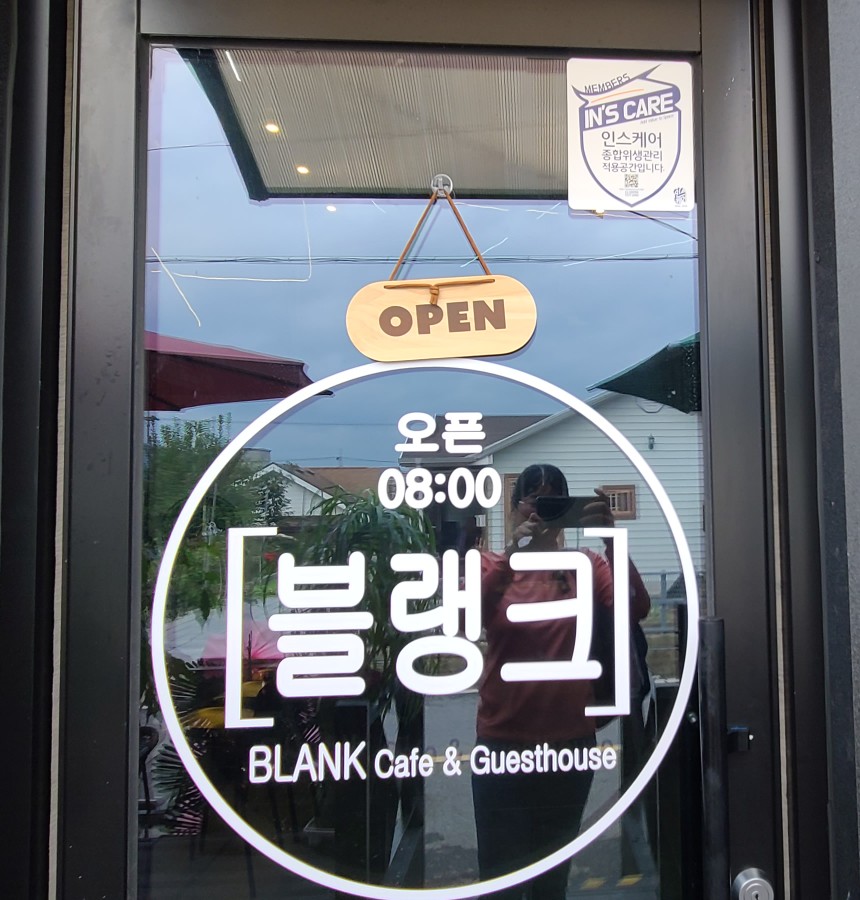 MEMBERS
IN'S CARE
인스케어
종합위생관리
적용공간입니다.
OPEN
오픈
08:00
[블랭크]
BLANK Cafe & Guesthouse